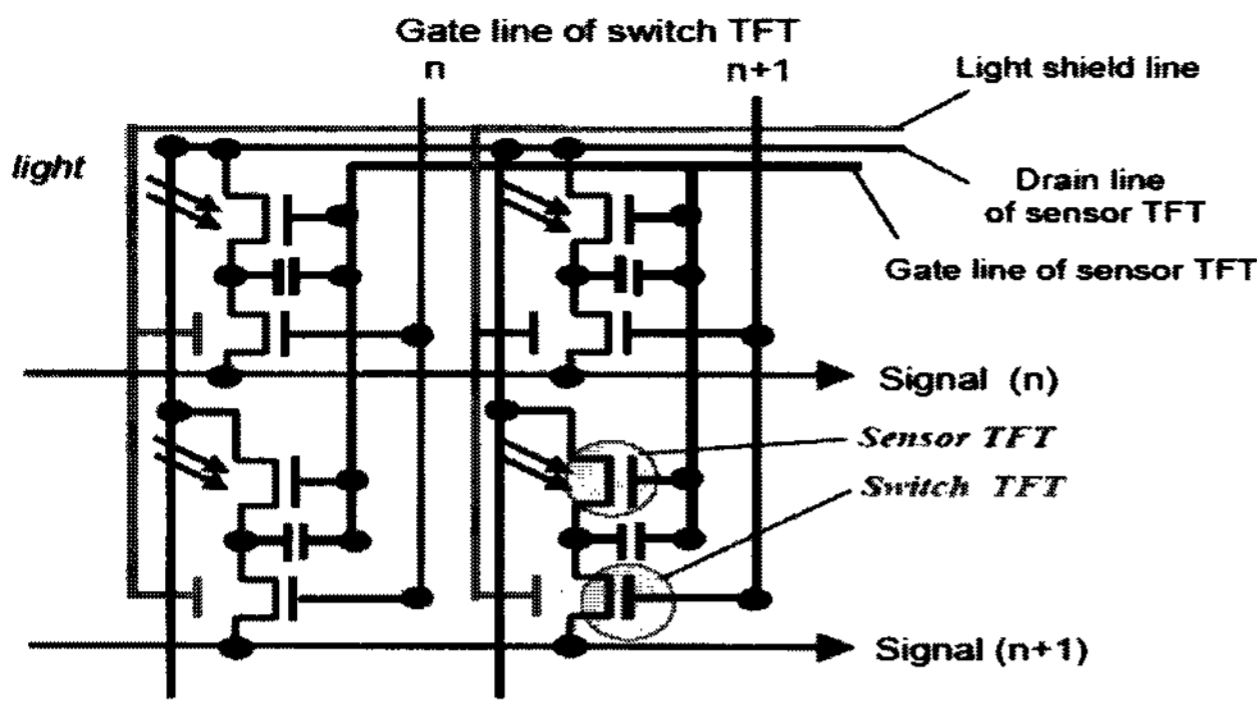 Gate line of switch TFT
n
n+1
Light shield line
light
Drain line
of sensor TFT
Gate line of sensor TFT
Signal (n)
Sensor TFT
Switch TFT
Signal (n+1)